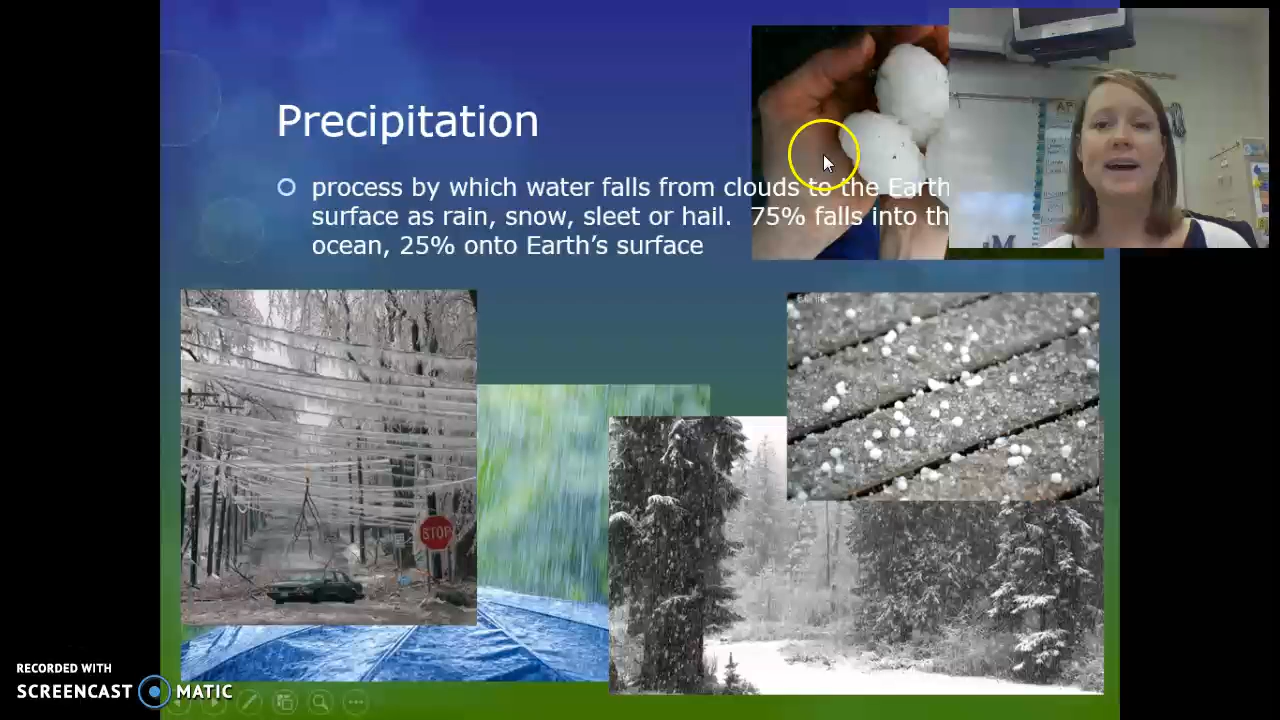 Precipitation
process by which water falls from clouds to the Earth
surface as rain, snow, sleet or hail. 75% falls into th
ocean, 25% onto Earth's surface
STOP
RECORDED WITH
SCREENCAST MATIC